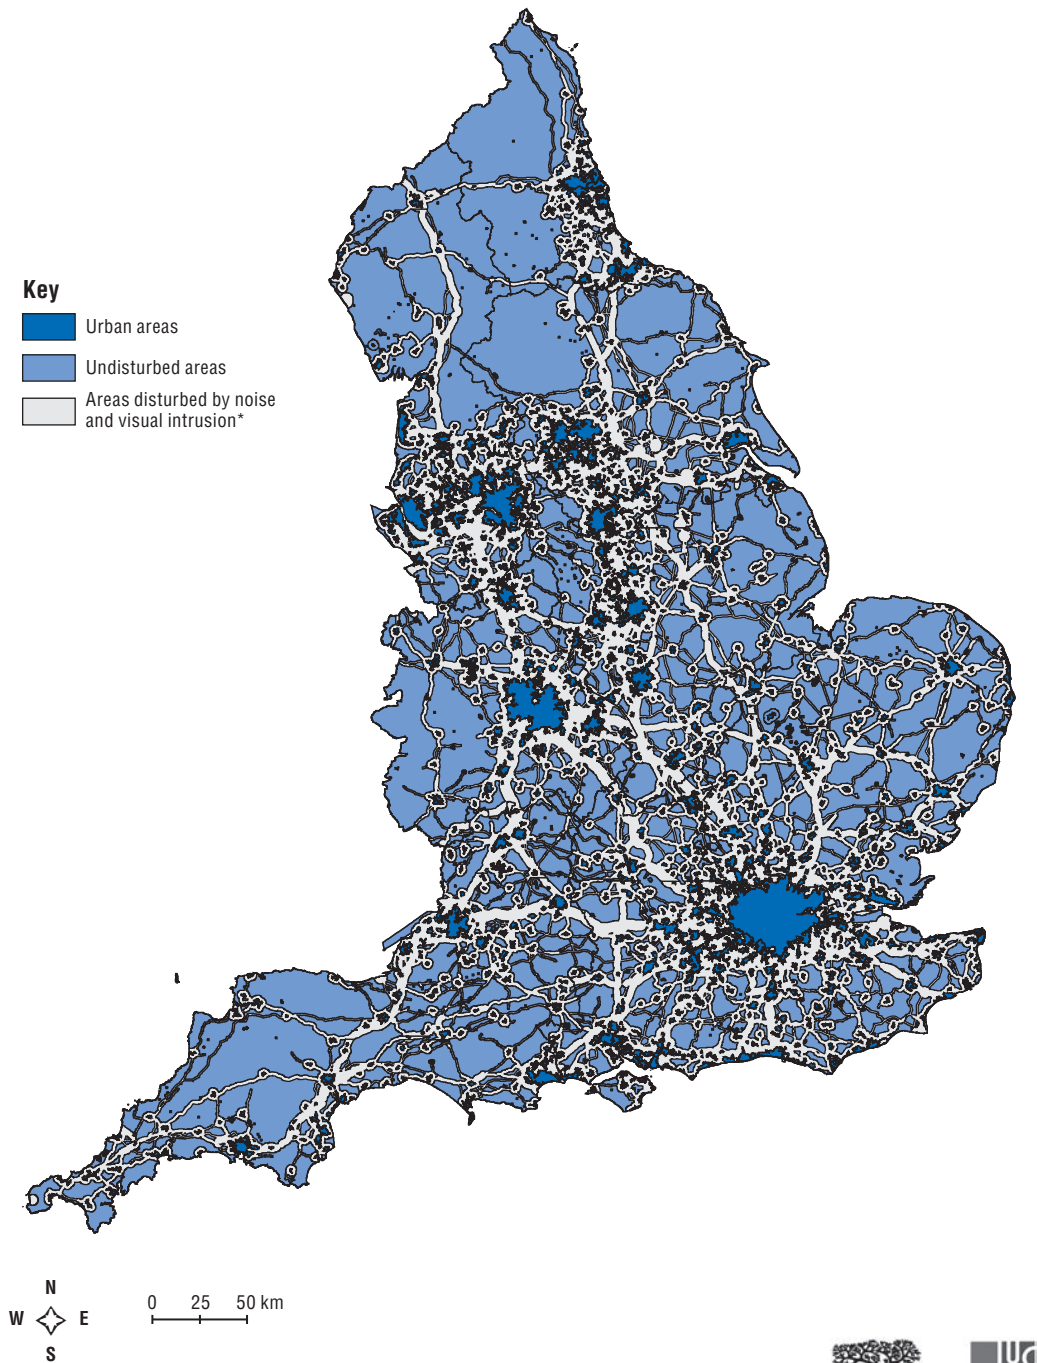 Key
Urban areas
Undisturbed areas
Areas disturbed by noise
and visual intrusion*
N
W E
S
0 25 50 km